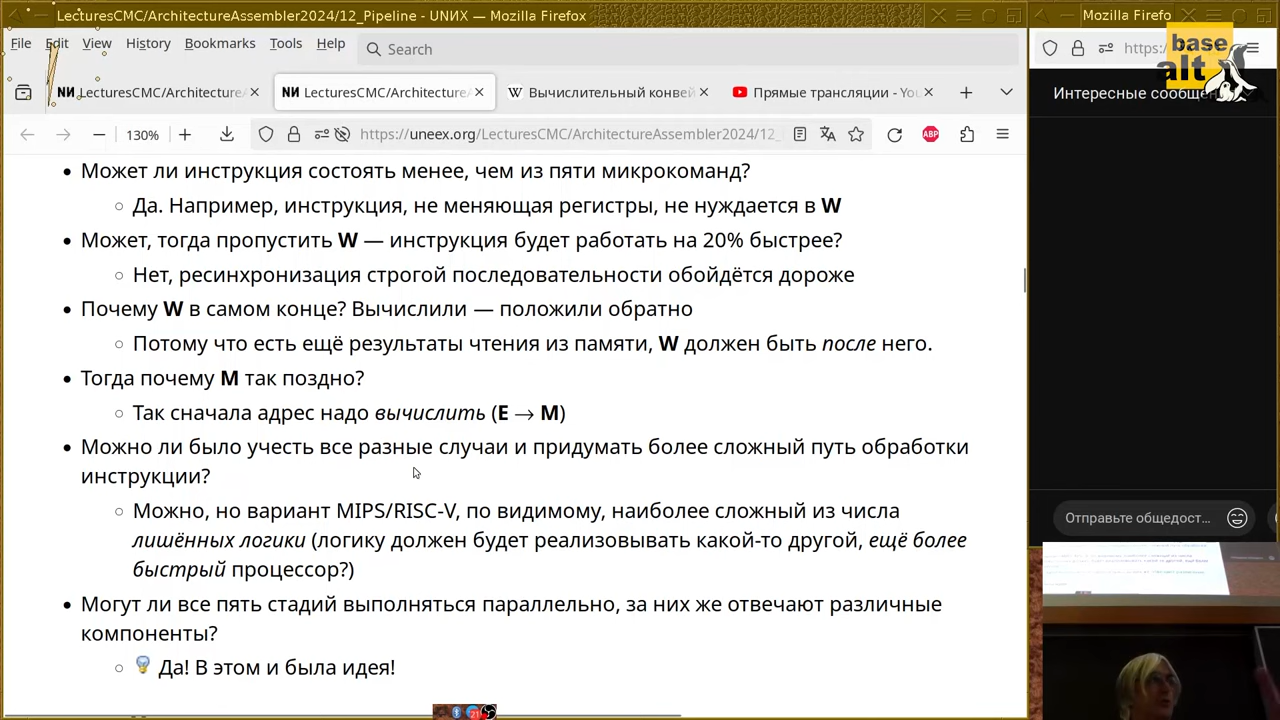 LecturesCMC/ArchitectureAssembler2024/12_Pipeline - UNИX — Mozilla Firefox
Mozilla Firefo
File Edit View History Bookmarks Tools Help
Search
https:
base
alt
LecturesCMC/Architecture
LecturesCMC/Architecture
Вычислительный конвей
Прямые трансляции - You
Интересные сообщен
130%
https://uneex.org/LecturesCMC/ArchitectureAssembler2024/12_
ABP
Может ли инструкция состоять менее, чем из пяти микрокоманд?
Да. Например, инструкция, не меняющая регистры, не нуждается в W
Может, тогда пропустить W — инструкция будет работать на 20% быстрее?
Нет, ресинхронизация строгой последовательности обойдётся дороже
Почему W в самом конце? Вычислили — положили обратно
Потому что есть ещё результаты чтения из памяти, W должен быть после него.
Тогда почему M так поздно?
Так сначала адрес надо вычислить (E → M)
Можно ли было учесть все разные случаи и придумать более сложный путь обработки
инструкции?
Можно, но вариант MIPS/RISC-V, по видимому, наиболее сложный из числа
лишённых логики (логику должен будет реализовывать какой-то другой, ещё более
быстрый процессор?)
Могут ли все пять стадий выполняться параллельно, за них же отвечают различные
компоненты?
Да! В этом и была идея!
Отправьте общедост...